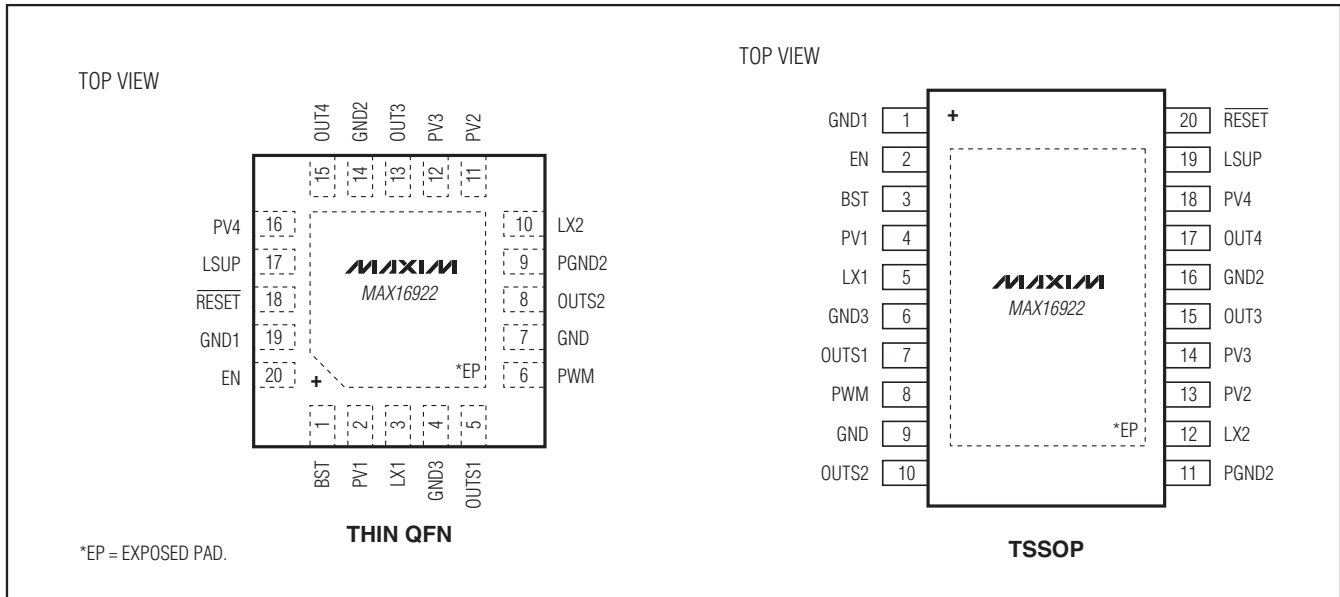 TOP VIEW
OUT4
GND2
OUT3
PV3
PV2
15
14
13
12
11
PV4 16
LSUP 17
RESET 18
GND1 19
EN 20
10 LX2
9 PGND2
8 OUTS2
7 GND
6 PWM
MAXIM
MAX16922
*EP
+
1
2
3
4
5
BST
PV1
LX1
GND3
OUTS1
THIN QFN
*EP = EXPOSED PAD.
TOP VIEW
+
GND1 1
EN 2
BST 3
PV1 4
LX1 5
GND3 6
OUTS1 7
PWM 8
GND 9
OUTS2 10
MAXIM
MAX16922
*EP
20 RESET
19 LSUP
18 PV4
17 OUT4
16 GND2
15 OUT3
14 PV3
13 PV2
12 LX2
11 PGND2
TSSOP